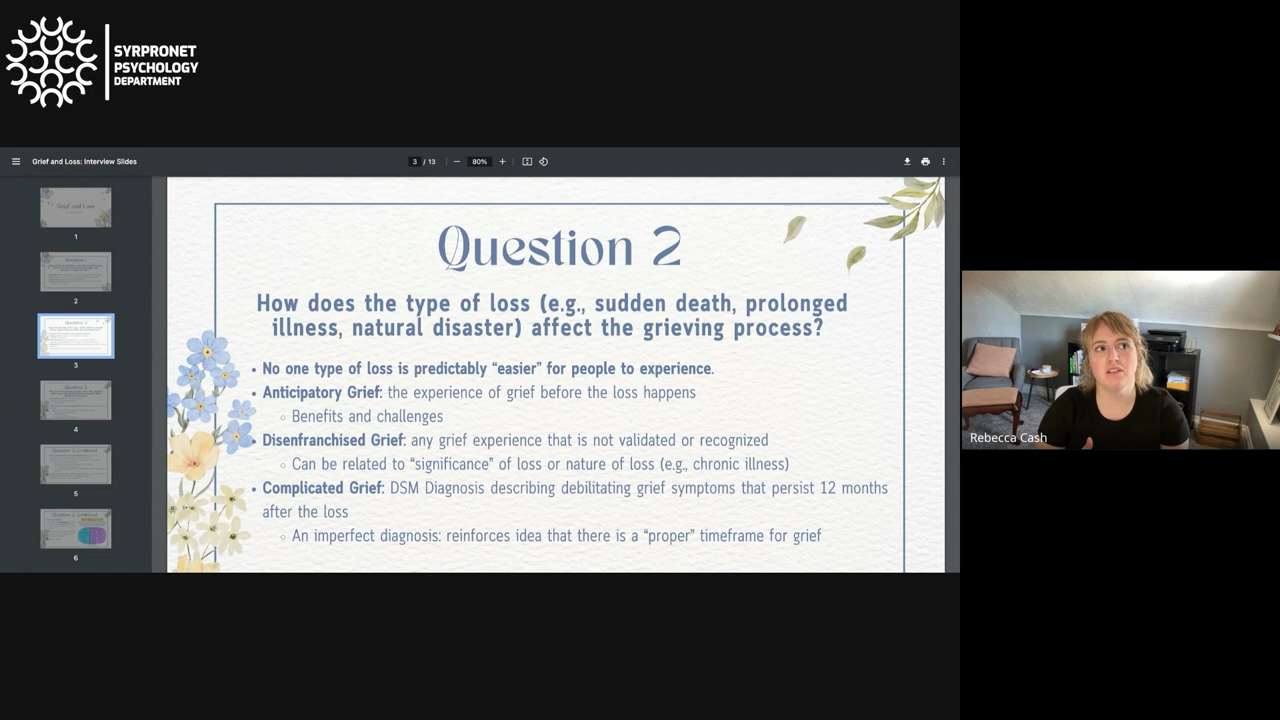 SYRPRONET
PSYCHOLOGY
DEPARTMENT
Grief and Loss: Interview Slides
3 / 13
80%
Grief and Loss
1
2
3
4
5
6
Question 2
How does the type of loss (e.g., sudden death, prolonged
illness, natural disaster) affect the grieving process?
• No one type of loss is predictably “easier” for people to experience.
• Anticipatory Grief: the experience of grief before the loss happens
◦ Benefits and challenges
• Disenfranchised Grief: any grief experience that is not validated or recognized
◦ Can be related to “significance” of loss or nature of loss (e.g., chronic illness)
• Complicated Grief: DSM Diagnosis describing debilitating grief symptoms that persist 12 months
after the loss
◦ An imperfect diagnosis: reinforces idea that there is a “proper” timeframe for grief
Rebecca Cash